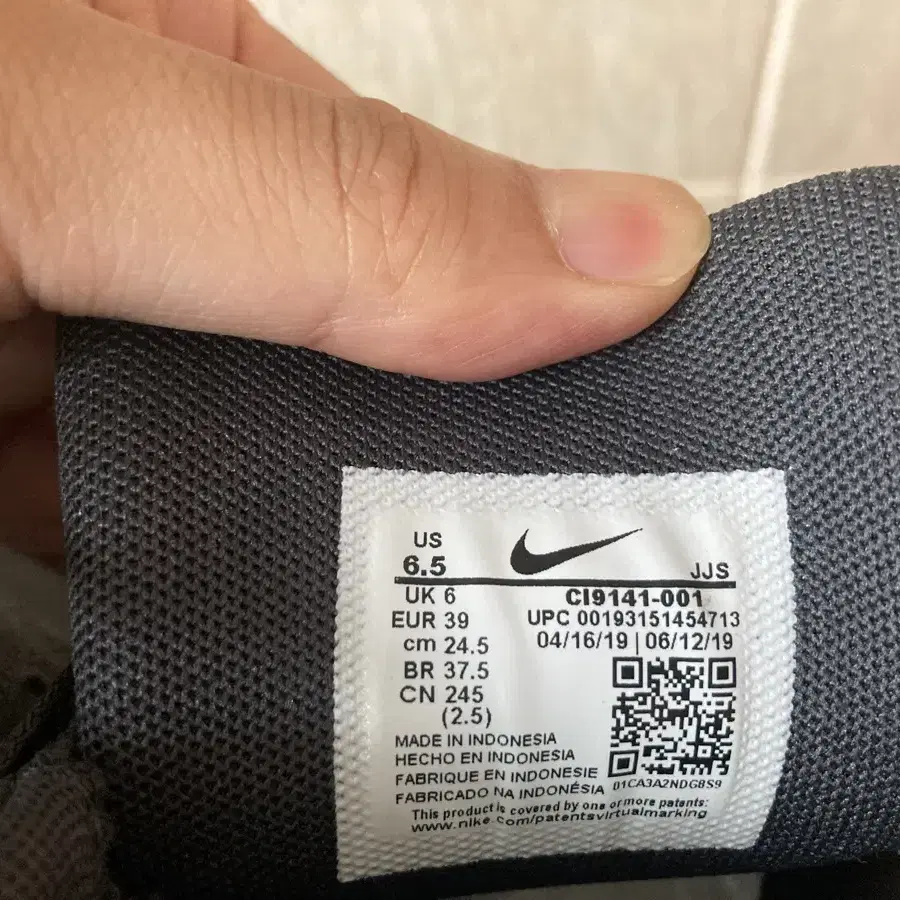 US
6.5
JJS
UK 6
CI9141-001
EUR 39
UPC 00193151454713
cm 24.5
04/16/19 | 06/12/19
BR 37.5
CN 245
(2.5)
MADE IN INDONESIA
HECHO EN INDONESIA
FABRIQUE EN INDONESIE
FABRICADO NA INDONÉSIA
01CA3A2NDG8S9
This product is covered by one or more patents:
www.nike.com/patentsvirtualmarking